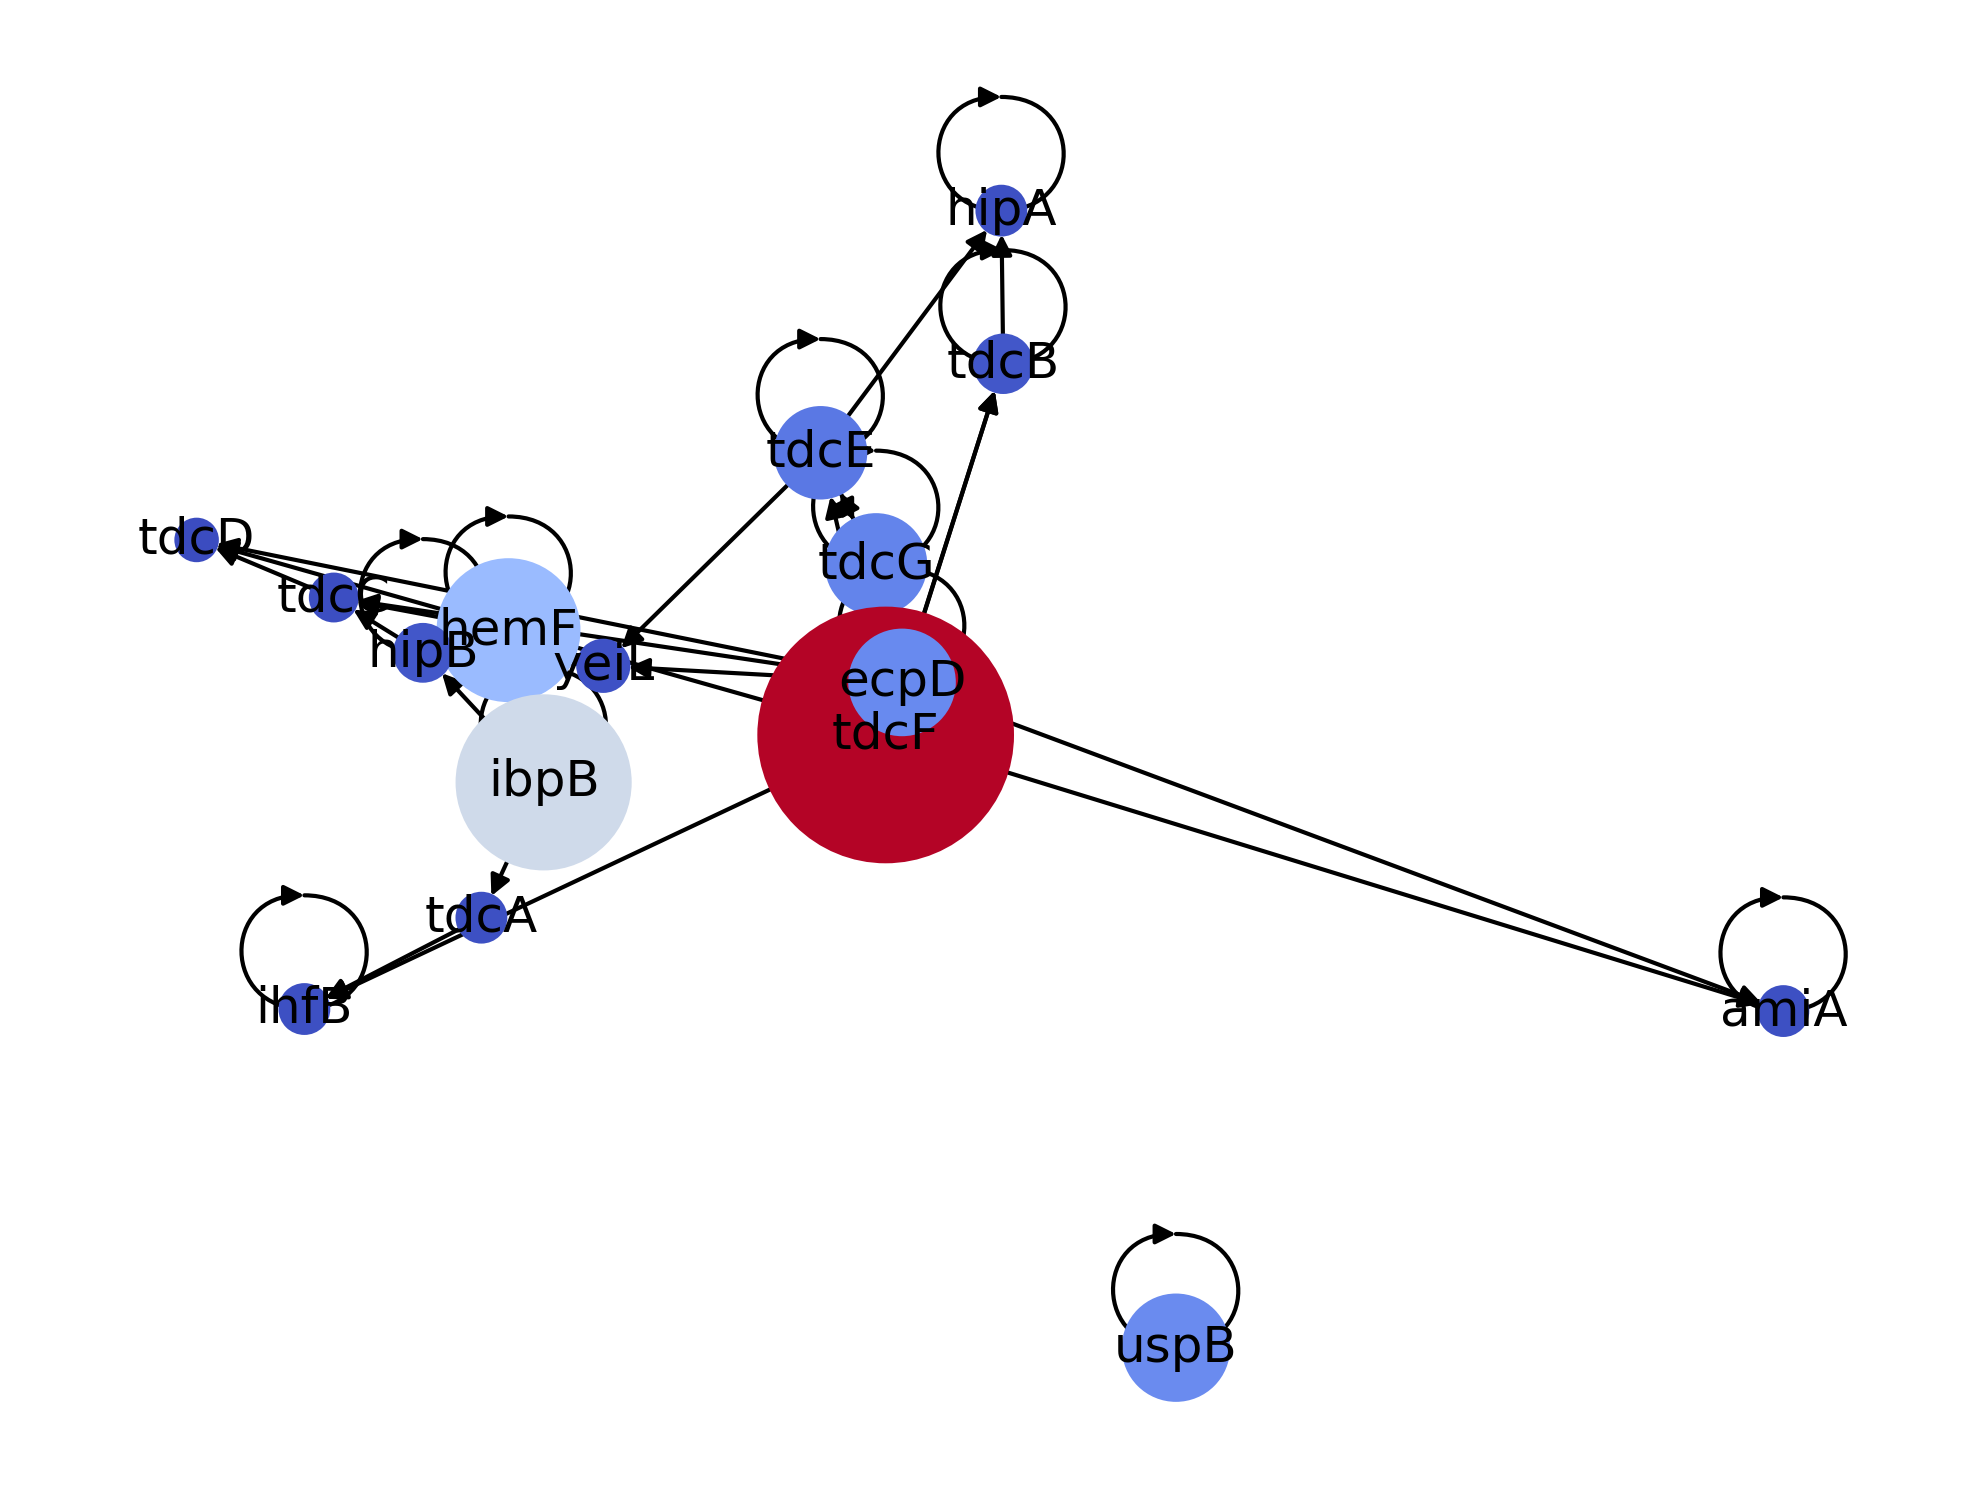 hipA
tdcB
tdcE
tdcD
tdcG
tdcC
hemF
hipB
yeiL
ecpD
tdcF
ibpB
tdcA
ihfB
amiA
uspB